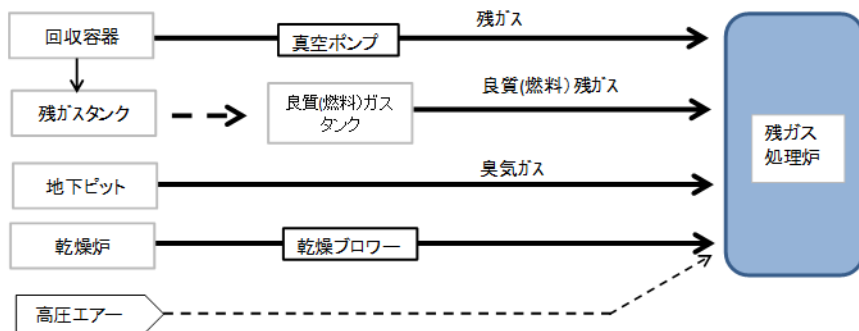 残ガス
回収容器
真空ポンプ
良質(燃料)残ガス
残ガスタンク
良質(燃料)ガス
タンク
残ガス
処理炉
臭気ガス
地下ピット
乾燥炉
乾燥ブロワー
高圧エアー